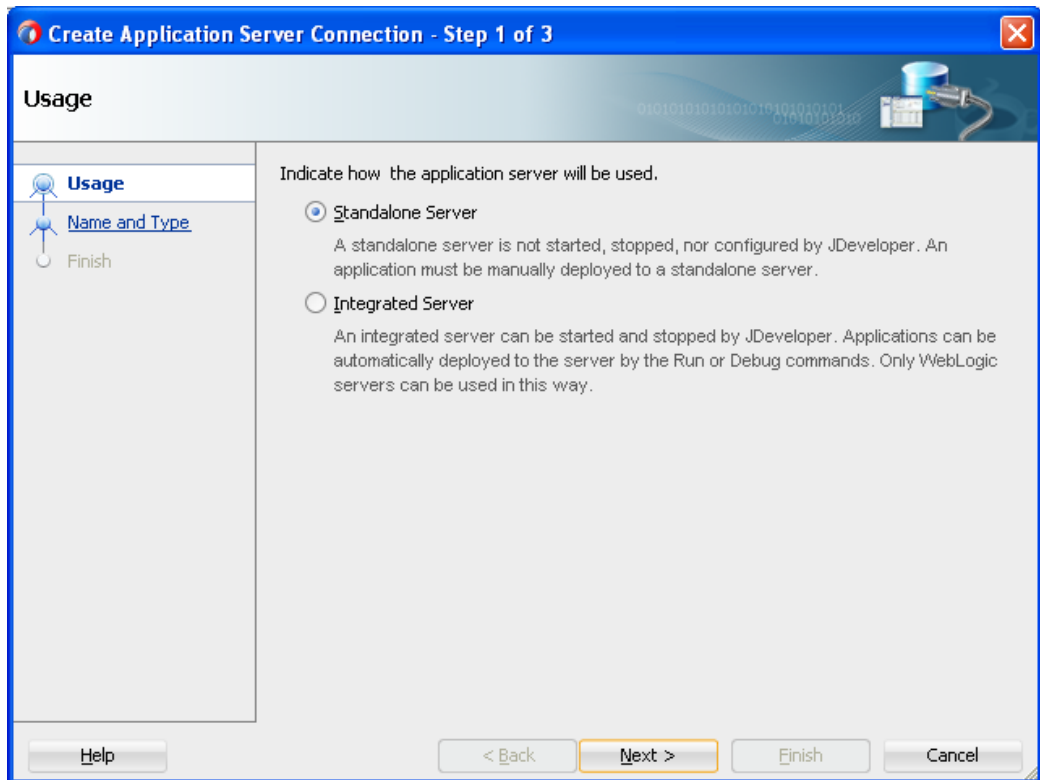 Create Application Server Connection - Step 1 of 3
Usage
010101010101010101010101010101
01010101010
Usage
Name and Type
Finish
Indicate how the application server will be used.
Standalone Server
A standalone server is not started, stopped, nor configured by JDeveloper. An
application must be manually deployed to a standalone server.
Integrated Server
An integrated server can be started and stopped by JDeveloper. Applications can be
automatically deployed to the server by the Run or Debug commands. Only WebLogic
servers can be used in this way.
Help
< Back
Next >
Finish
Cancel